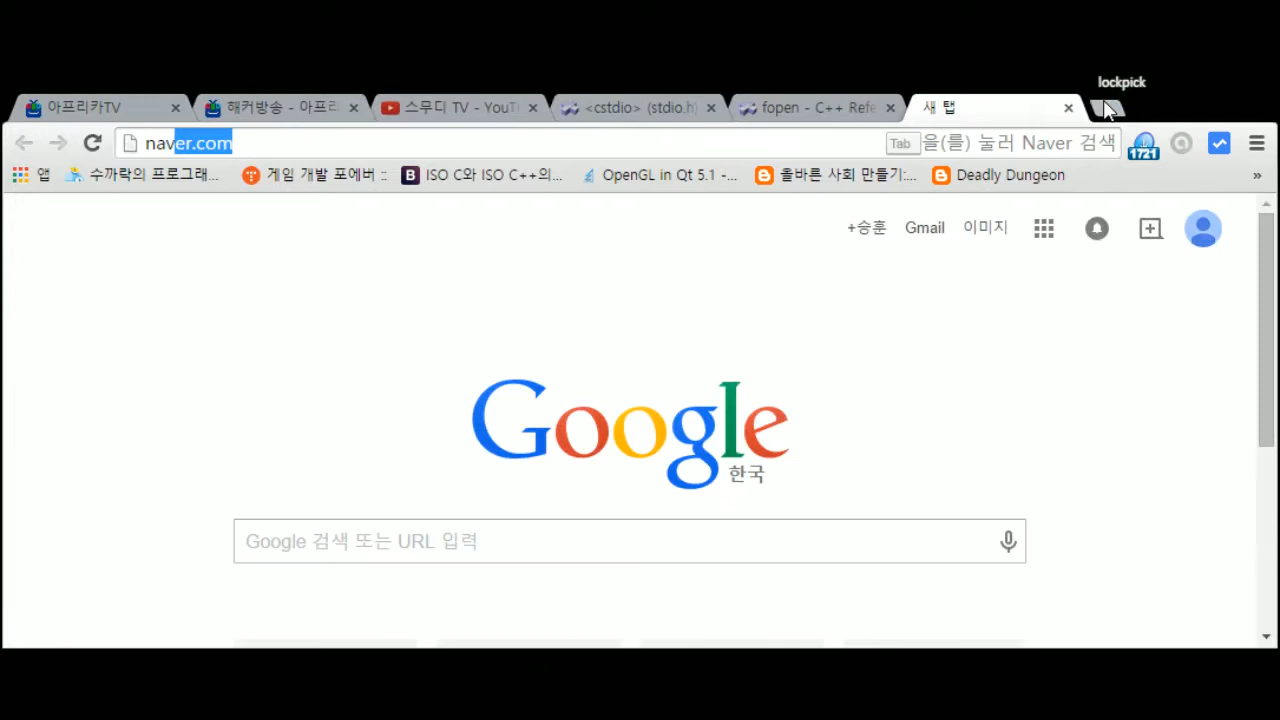 lockpick
아프리카TV
해커방송 - 아프리
스무디 TV - YouT
<cstdio> (stdio.h)
fopen - C++ Refe
새 탭
naver.com
Tab 을(를) 눌러 Naver 검색
1721
앱
수까락의 프로그래...
게임 개발 포에버 ::
B ISO C와 ISO C++의...
OpenGL in Qt 5.1 -...
올바른 사회 만들기:...
Deadly Dungeon
»
+승훈 Gmail 이미지
Google
한국
Google 검색 또는 URL 입력